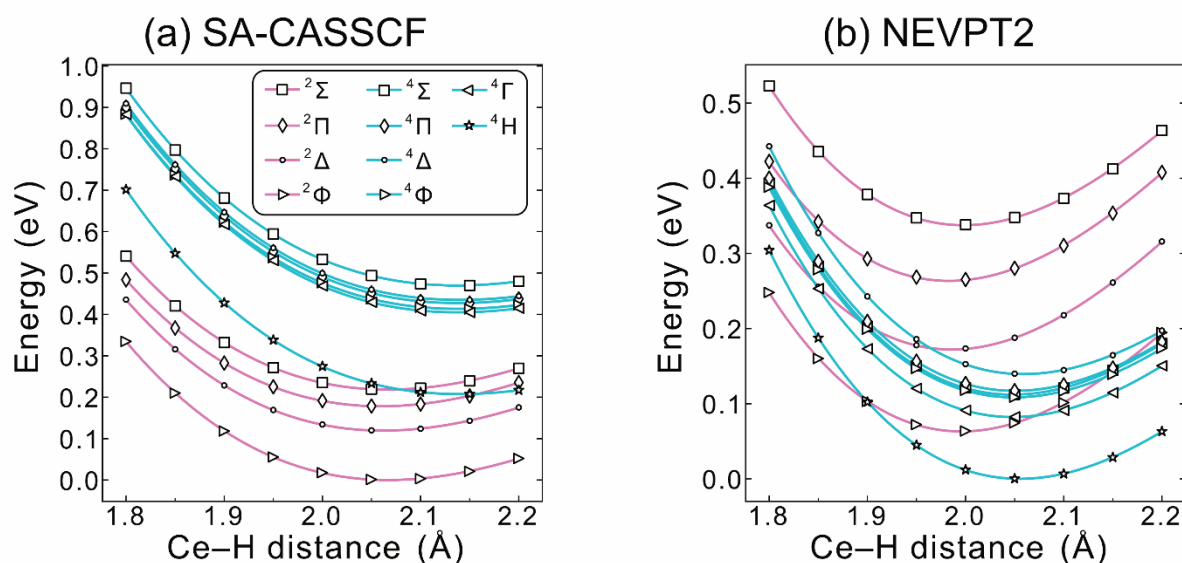 (a) SA-CASSCF
(b) NEVPT2
1.0
0.9
0.8
0.7
0.6
0.5
0.4
0.3
0.2
0.1
0.0
Energy (eV)
²Σ ⁴Σ ⁴Γ
²Π ⁴Π ⁴H
²Δ ⁴Δ
²Φ ⁴Φ
1.8 1.9 2.0 2.1 2.2
Ce–H distance (Å)
0.5
0.4
0.3
0.2
0.1
0.0
Energy (eV)
1.8 1.9 2.0 2.1 2.2
Ce–H distance (Å)